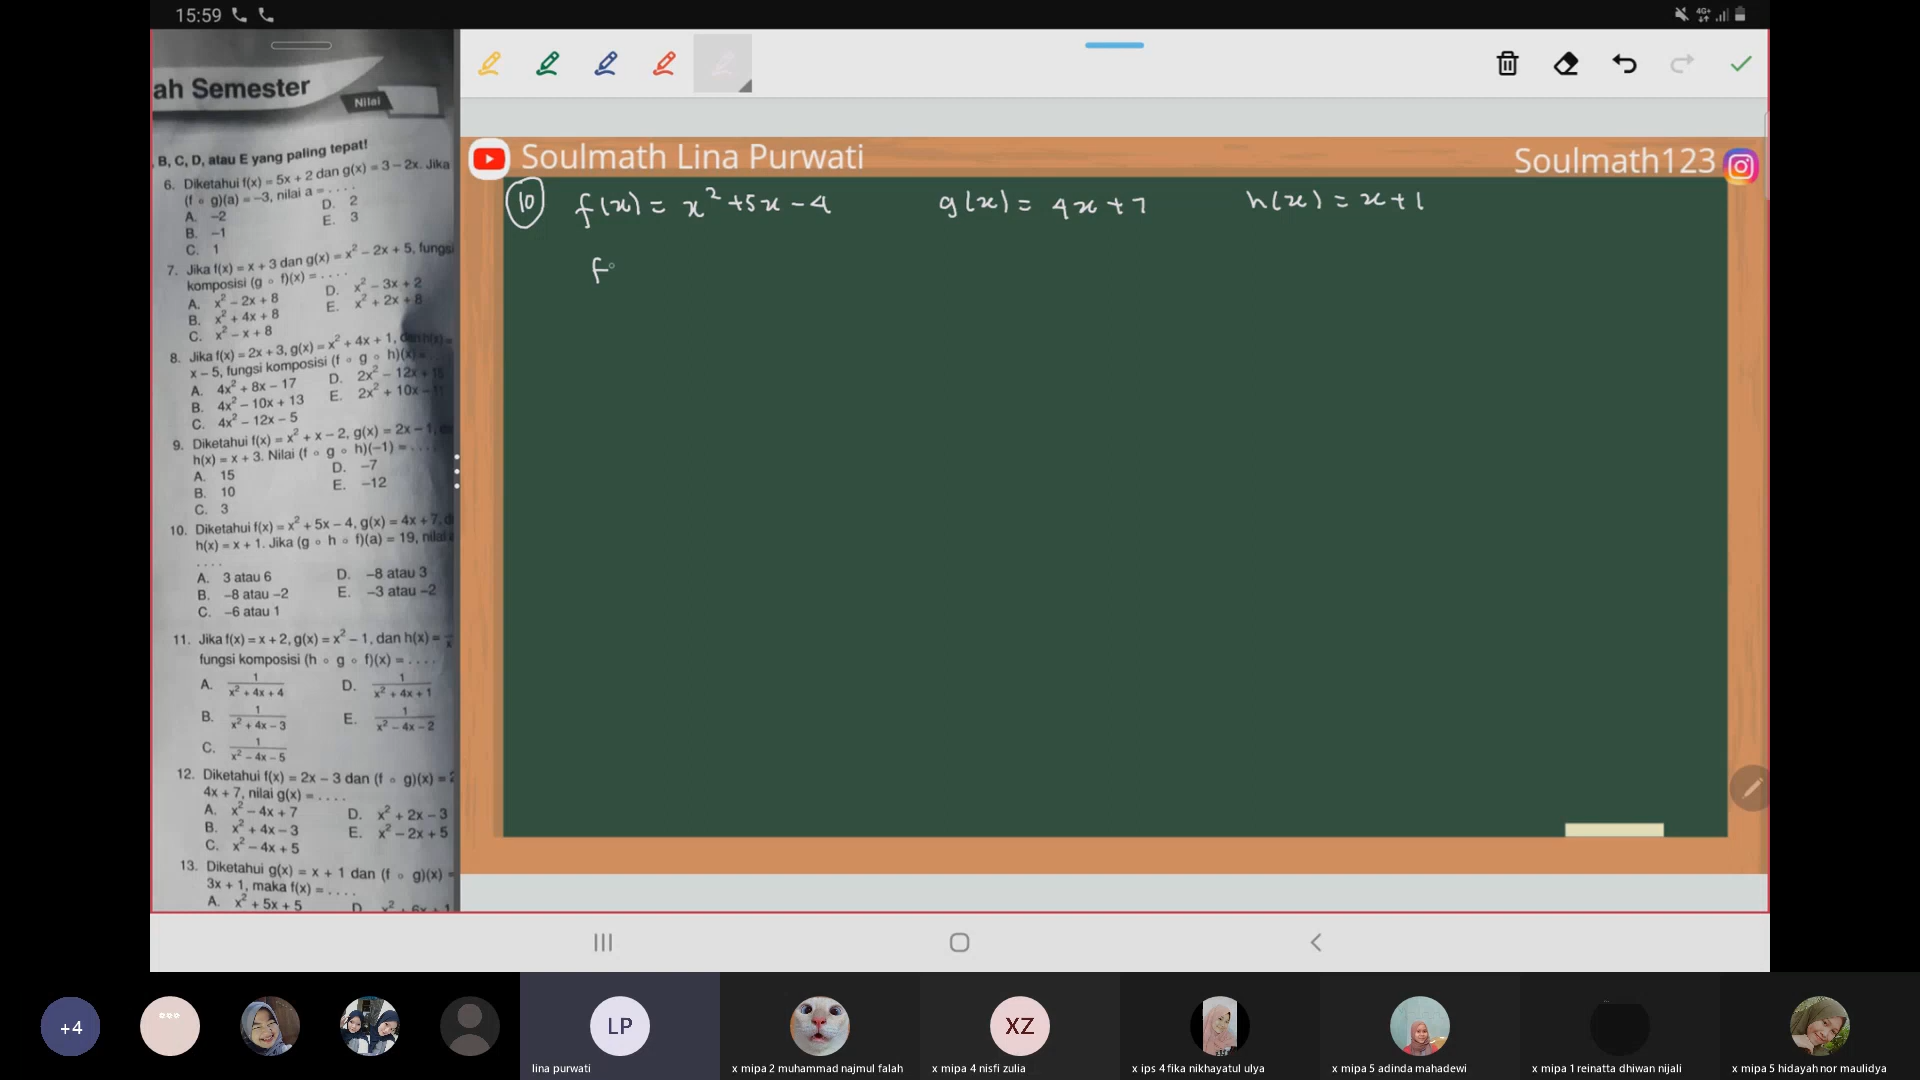 15:59
4G+
ah Semester
Nilai
B, C, D, atau E yang paling tepat!
6. Diketahui f(x) = 5x + 2 dan g(x) = 3 – 2x. Jika
(f ∘ g)(a) = –3, nilai a = . . . .
A. –2
B. –1
C. 1
D. 2
E. 3
7. Jika f(x) = x + 3 dan g(x) = x² – 2x + 5, fungsi
komposisi (g ∘ f)(x) = . . . .
A. x² – 2x + 8
B. x² + 4x + 8
C. x² – x + 8
D. x² – 3x + 2
E. x² + 2x + 8
8. Jika f(x) = 2x + 3, g(x) = x² + 4x + 1, dan h(x) =
x – 5, fungsi komposisi (f ∘ g ∘ h)(x) =
A. 4x² + 8x – 17
B. 4x² – 10x + 13
C. 4x² – 12x – 5
D. 2x² – 12x +
E. 2x² + 10x –
9. Diketahui f(x) = x² + x – 2, g(x) = 2x – 1,
h(x) = x + 3. Nilai (f ∘ g ∘ h)(–1) = . . . .
A. 15
B. 10
C. 3
D. –7
E. –12
10. Diketahui f(x) = x² + 5x – 4, g(x) = 4x + 7, d
h(x) = x + 1. Jika (g ∘ h ∘ f)(a) = 19, nilai a
. . . .
A. 3 atau 6
B. –8 atau –2
C. –6 atau 1
D. –8 atau 3
E. –3 atau –2
11. Jika f(x) = x + 2, g(x) = x² – 1, dan h(x) =
fungsi komposisi (h ∘ g ∘ f)(x) = . . . .
A. 1/(x² + 4x + 4)
B. 1/(x² + 4x – 3)
C. 1/(x² – 4x – 5)
D. 1/(x² + 4x + 1)
E. 1/(x² – 4x – 2)
12. Diketahui f(x) = 2x – 3 dan (f ∘ g)(x) = 2
4x + 7, nilai g(x) = . . . .
A. x² – 4x + 7
B. x² + 4x – 3
C. x² – 4x + 5
D. x² + 2x – 3
E. x² – 2x + 5
13. Diketahui g(x) = x + 1 dan (f ∘ g)(x) =
3x + 1, maka f(x) = . . . .
A. x² + 5x + 5
D. x² + 6x + 1
Soulmath Lina Purwati
Soulmath123
10 f(x) = x² + 5x – 4 g(x) = 4x + 7 h(x) = x + 1
f
+4
LP
XZ
lina purwati
x mipa 2 muhammad najmul falah
x mipa 4 nisfi zulia
x ips 4 fika nikhayatul ulya
x mipa 5 adinda mahadewi
x mipa 1 reinatta dhiwan nijali
x mipa 5 hidayah nor maulidya